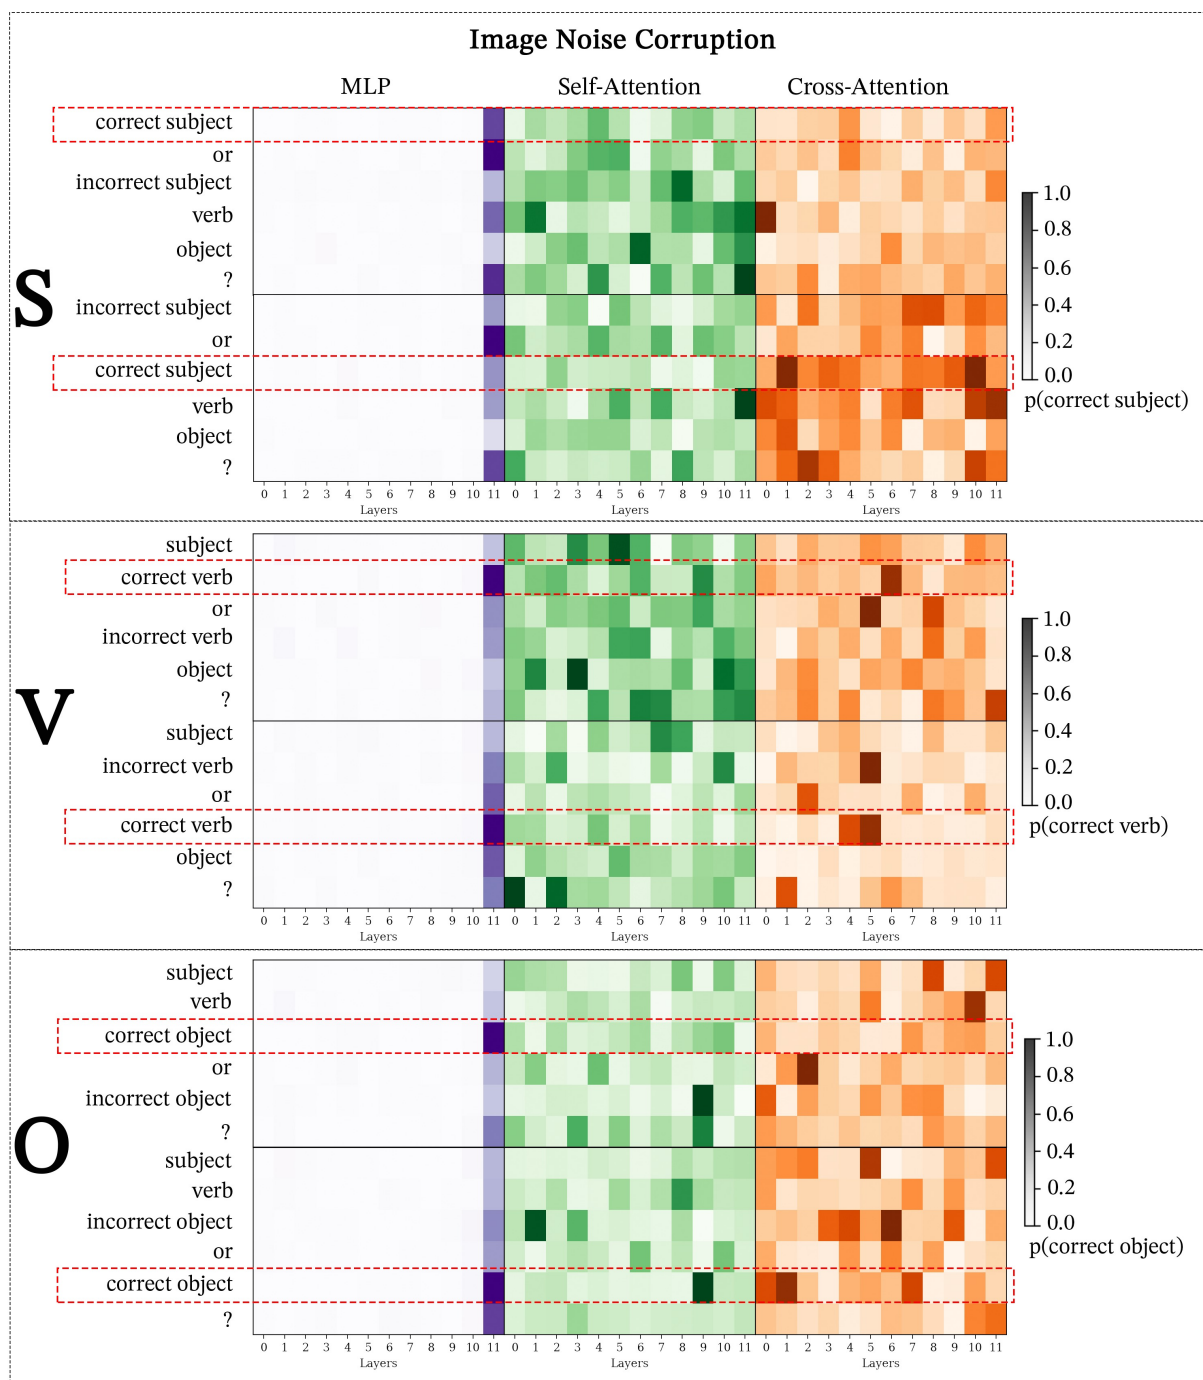 Image Noise Corruption
MLP Self-Attention Cross-Attention
S
correct subject
or
incorrect subject
verb
object
?
incorrect subject
or
correct subject
verb
object
?
0 1 2 3 4 5 6 7 8 9 10 11 0 1 2 3 4 5 6 7 8 9 10 11 0 1 2 3 4 5 6 7 8 9 10 11
Layers Layers Layers
1.0
0.8
0.6
0.4
0.2
0.0
p(correct subject)
V
subject
correct verb
or
incorrect verb
object
?
subject
incorrect verb
or
correct verb
object
?
0 1 2 3 4 5 6 7 8 9 10 11 0 1 2 3 4 5 6 7 8 9 10 11 0 1 2 3 4 5 6 7 8 9 10 11
Layers Layers Layers
1.0
0.8
0.6
0.4
0.2
0.0
p(correct verb)
O
subject
verb
correct object
or
incorrect object
?
subject
verb
incorrect object
or
correct object
?
0 1 2 3 4 5 6 7 8 9 10 11 0 1 2 3 4 5 6 7 8 9 10 11 0 1 2 3 4 5 6 7 8 9 10 11
Layers Layers Layers
1.0
0.8
0.6
0.4
0.2
0.0
p(correct object)